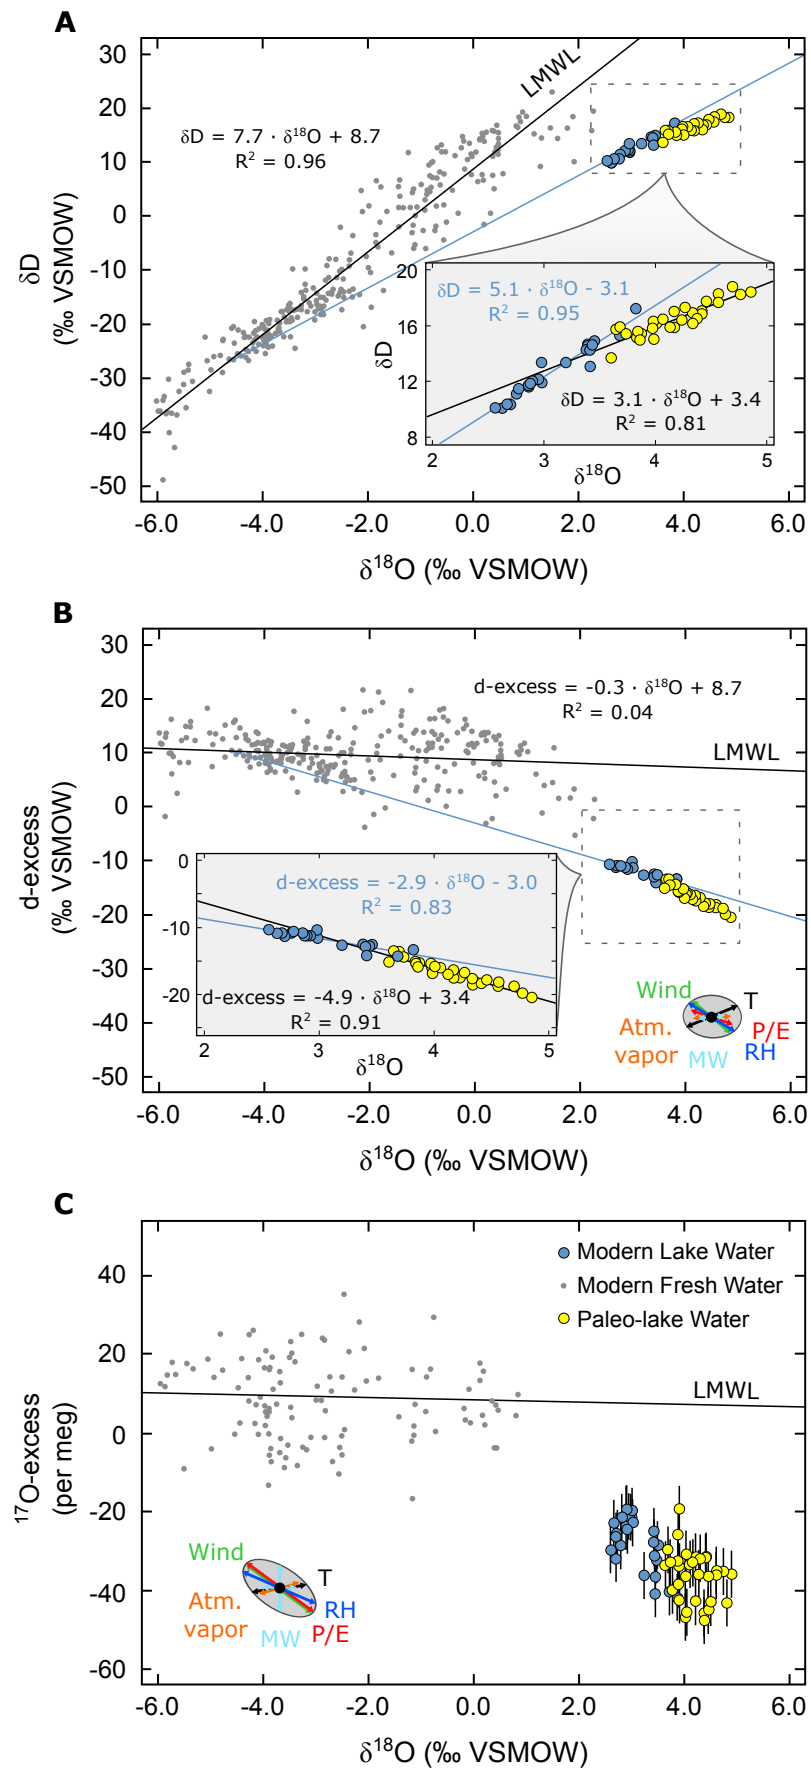 A
30
20
10
0
-10
-20
-30
-40
-50
δD
(‰ VSMOW)
LMWL
δD = 7.7 · δ¹⁸O + 8.7
R² = 0.96
20
16
12
8
δD
δD = 5.1 · δ¹⁸O - 3.1
R² = 0.95
δD = 3.1 · δ¹⁸O + 3.4
R² = 0.81
2 3 4 5
δ¹⁸O
-6.0 -4.0 -2.0 0.0 2.0 4.0 6.0
δ¹⁸O (‰ VSMOW)
B
30
20
10
0
-10
-20
-30
-40
-50
d-excess
(‰ VSMOW)
d-excess = -0.3 · δ¹⁸O + 8.7
R² = 0.04
LMWL
0
-10
-20
d-excess = -2.9 · δ¹⁸O - 3.0
R² = 0.83
d-excess = -4.9 · δ¹⁸O + 3.4
R² = 0.91
2 3 4 5
δ¹⁸O
Wind
T
Atm.
vapor
P/E
RH
MW
-6.0 -4.0 -2.0 0.0 2.0 4.0 6.0
δ¹⁸O (‰ VSMOW)
C
40
20
0
-20
-40
-60
¹⁷O-excess
(per meg)
Modern Lake Water
Modern Fresh Water
Paleo-lake Water
LMWL
Wind
T
Atm.
vapor
RH
MW
P/E
-6.0 -4.0 -2.0 0.0 2.0 4.0 6.0
δ¹⁸O (‰ VSMOW)